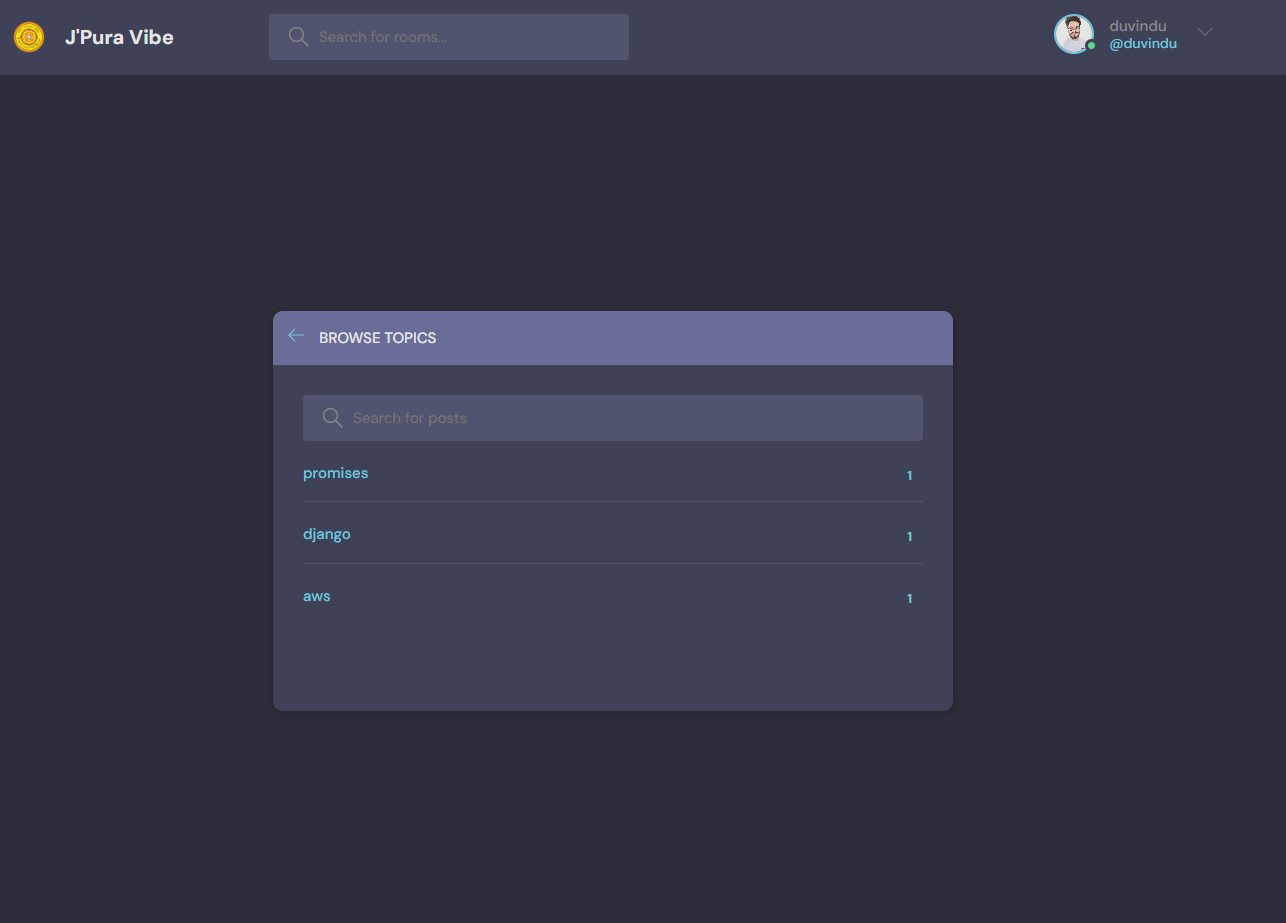 J'Pura Vibe
Search for rooms...
duvindu
@duvindu
BROWSE TOPICS
Search for posts
promises 1
django 1
aws 1